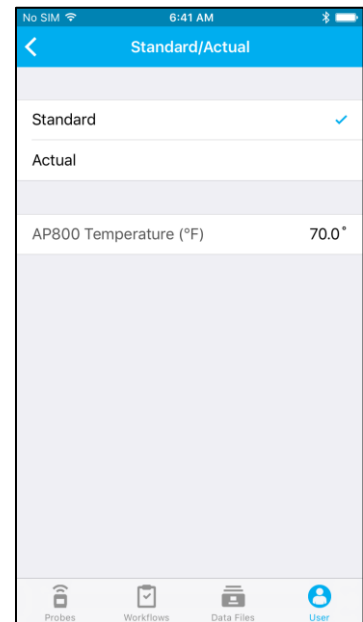 No SIM 6:41 AM
Standard/Actual
Standard
Actual
AP800 Temperature (°F) 70.0°
Probes Workflows Data Files User